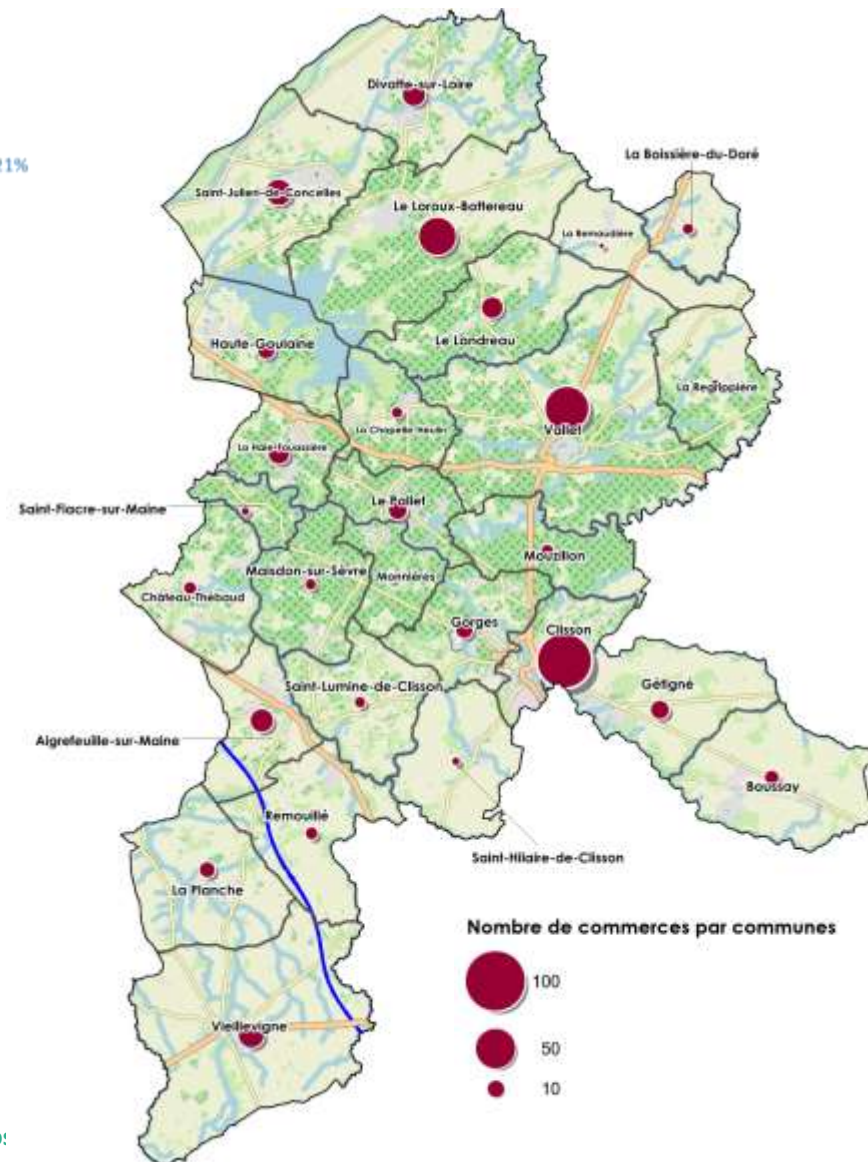 Divatte-sur-Loire
21%
La Boissière-du-Doré
Saint-Julien-de-Concelles
Le Loroux-Bottereau
La Remaudière
Le Landreau
Haute-Goulaine
La Regrippière
La Chapelle Heulin
Vallet
La Haie-Fouassière
Le Pallet
Saint-Fiacre-sur-Maine
Mouzillon
Maisdon-sur-Sèvre
Monnières
Château-Thébaud
Gorges
Clisson
Saint-Lumine-de-Clisson
Gétigné
Aigrefeuille-sur-Maine
Boussay
Remouillé
Saint-Hilaire-de-Clisson
La Planche
Nombre de commerces par communes
100
Vieillevigne
50
10